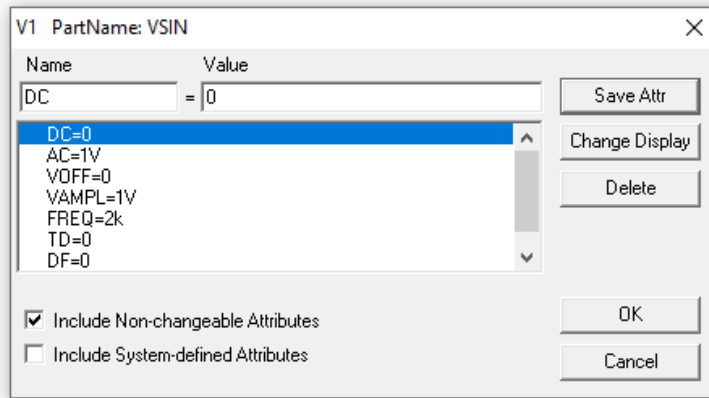 V1 PartName: VSIN
Name Value
DC = 0
Save Attr
DC=0
AC=1V
VOFF=0
VAMPL=1V
FREQ=2k
TD=0
DF=0
Change Display
Delete
Include Non-changeable Attributes
Include System-defined Attributes
OK
Cancel